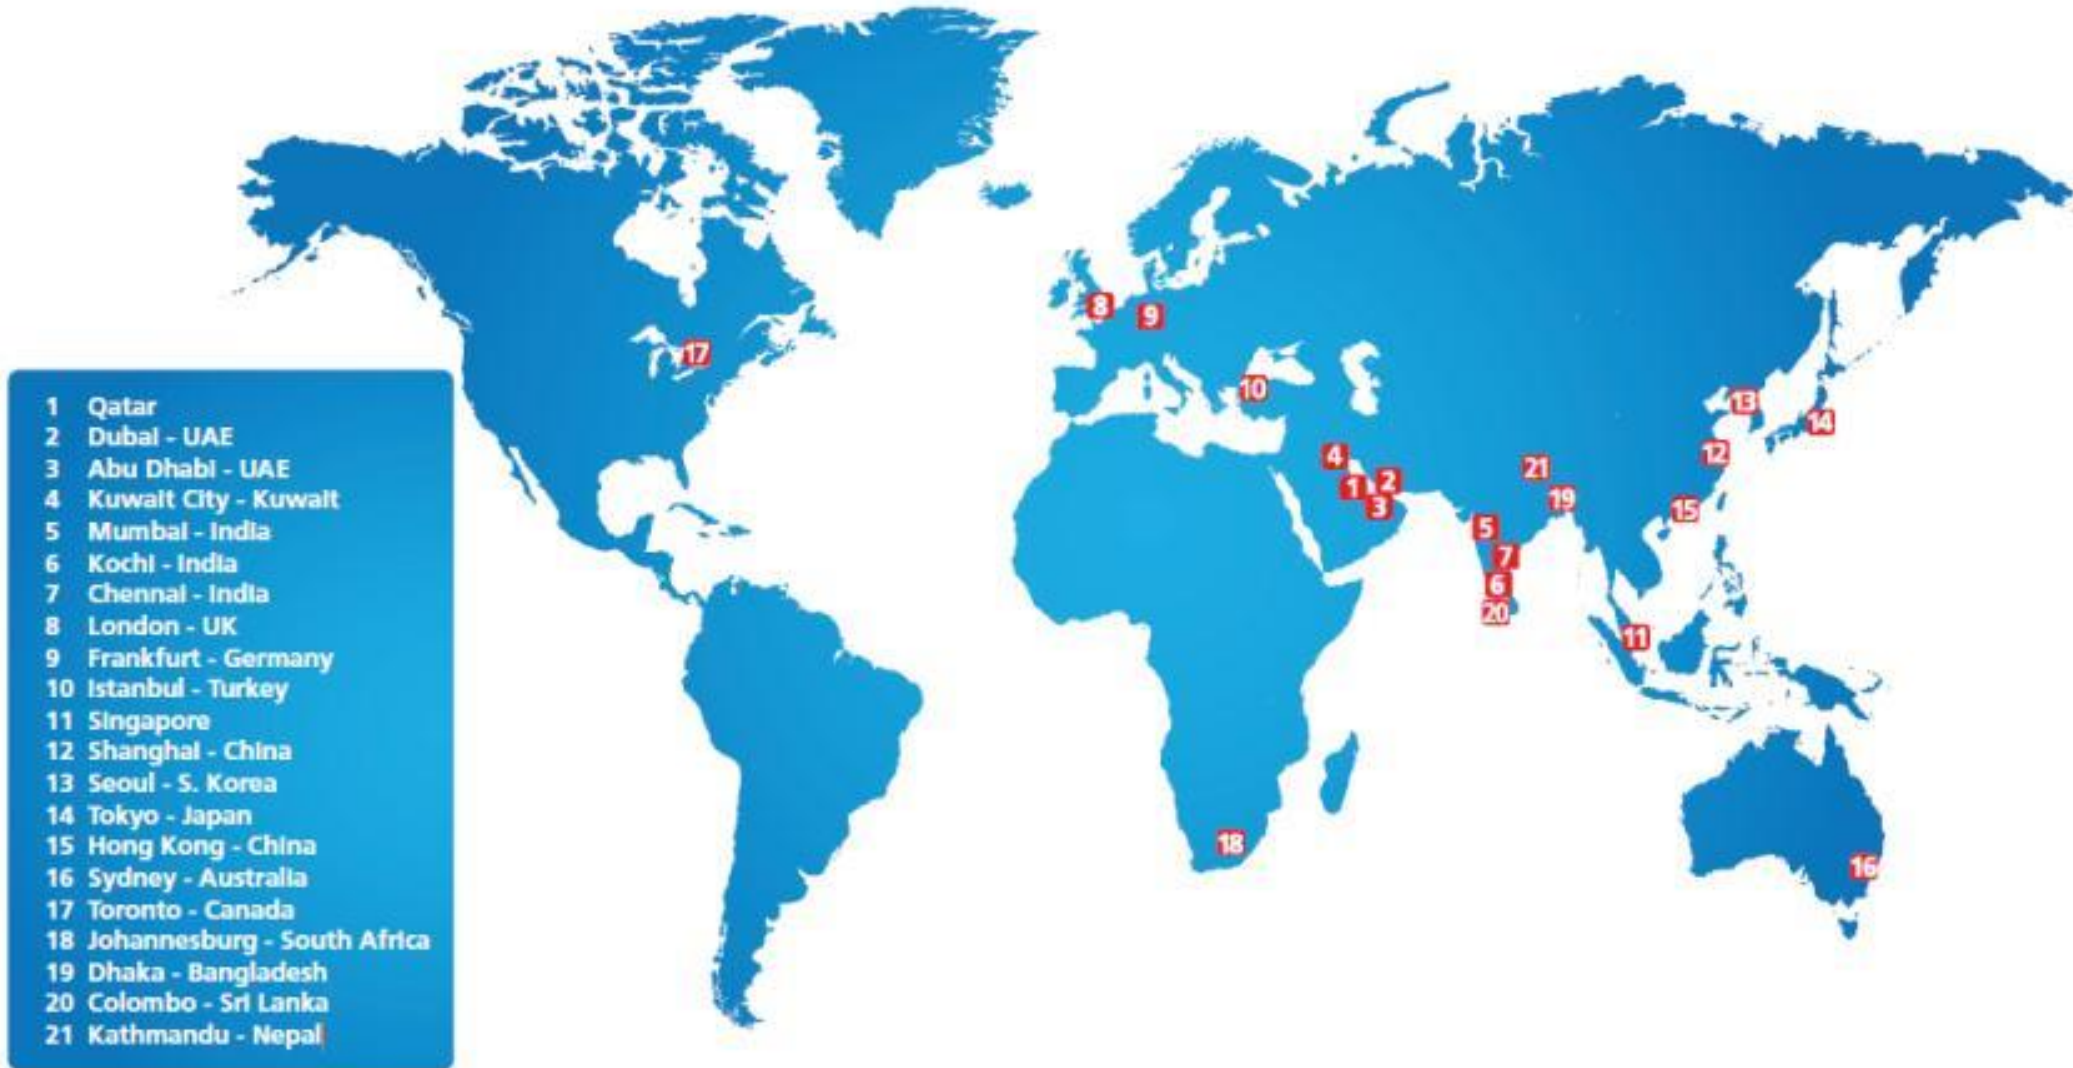 1 Qatar
2 Dubai - UAE
3 Abu Dhabi - UAE
4 Kuwait City - Kuwait
5 Mumbai - India
6 Kochi - India
7 Chennai - India
8 London - UK
9 Frankfurt - Germany
10 Istanbul - Turkey
11 Singapore
12 Shanghai - China
13 Seoul - S. Korea
14 Tokyo - Japan
15 Hong Kong - China
16 Sydney - Australia
17 Toronto - Canada
18 Johannesburg - South Africa
19 Dhaka - Bangladesh
20 Colombo - Sri Lanka
21 Kathmandu - Nepal
8
9
17
10
13
14
4
12
21
2
1
19
3
15
5
7
6
20
11
18
16